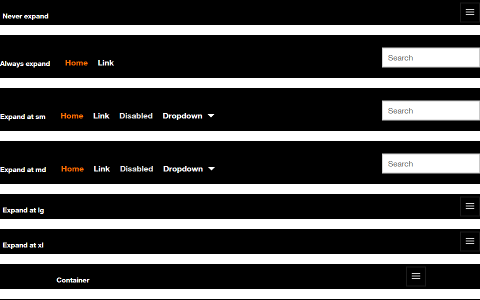 Never expand
Always expand Home Link Search
Expand at sm Home Link Disabled Dropdown Search
Expand at md Home Link Disabled Dropdown Search
Expand at lg
Expand at xl
Container